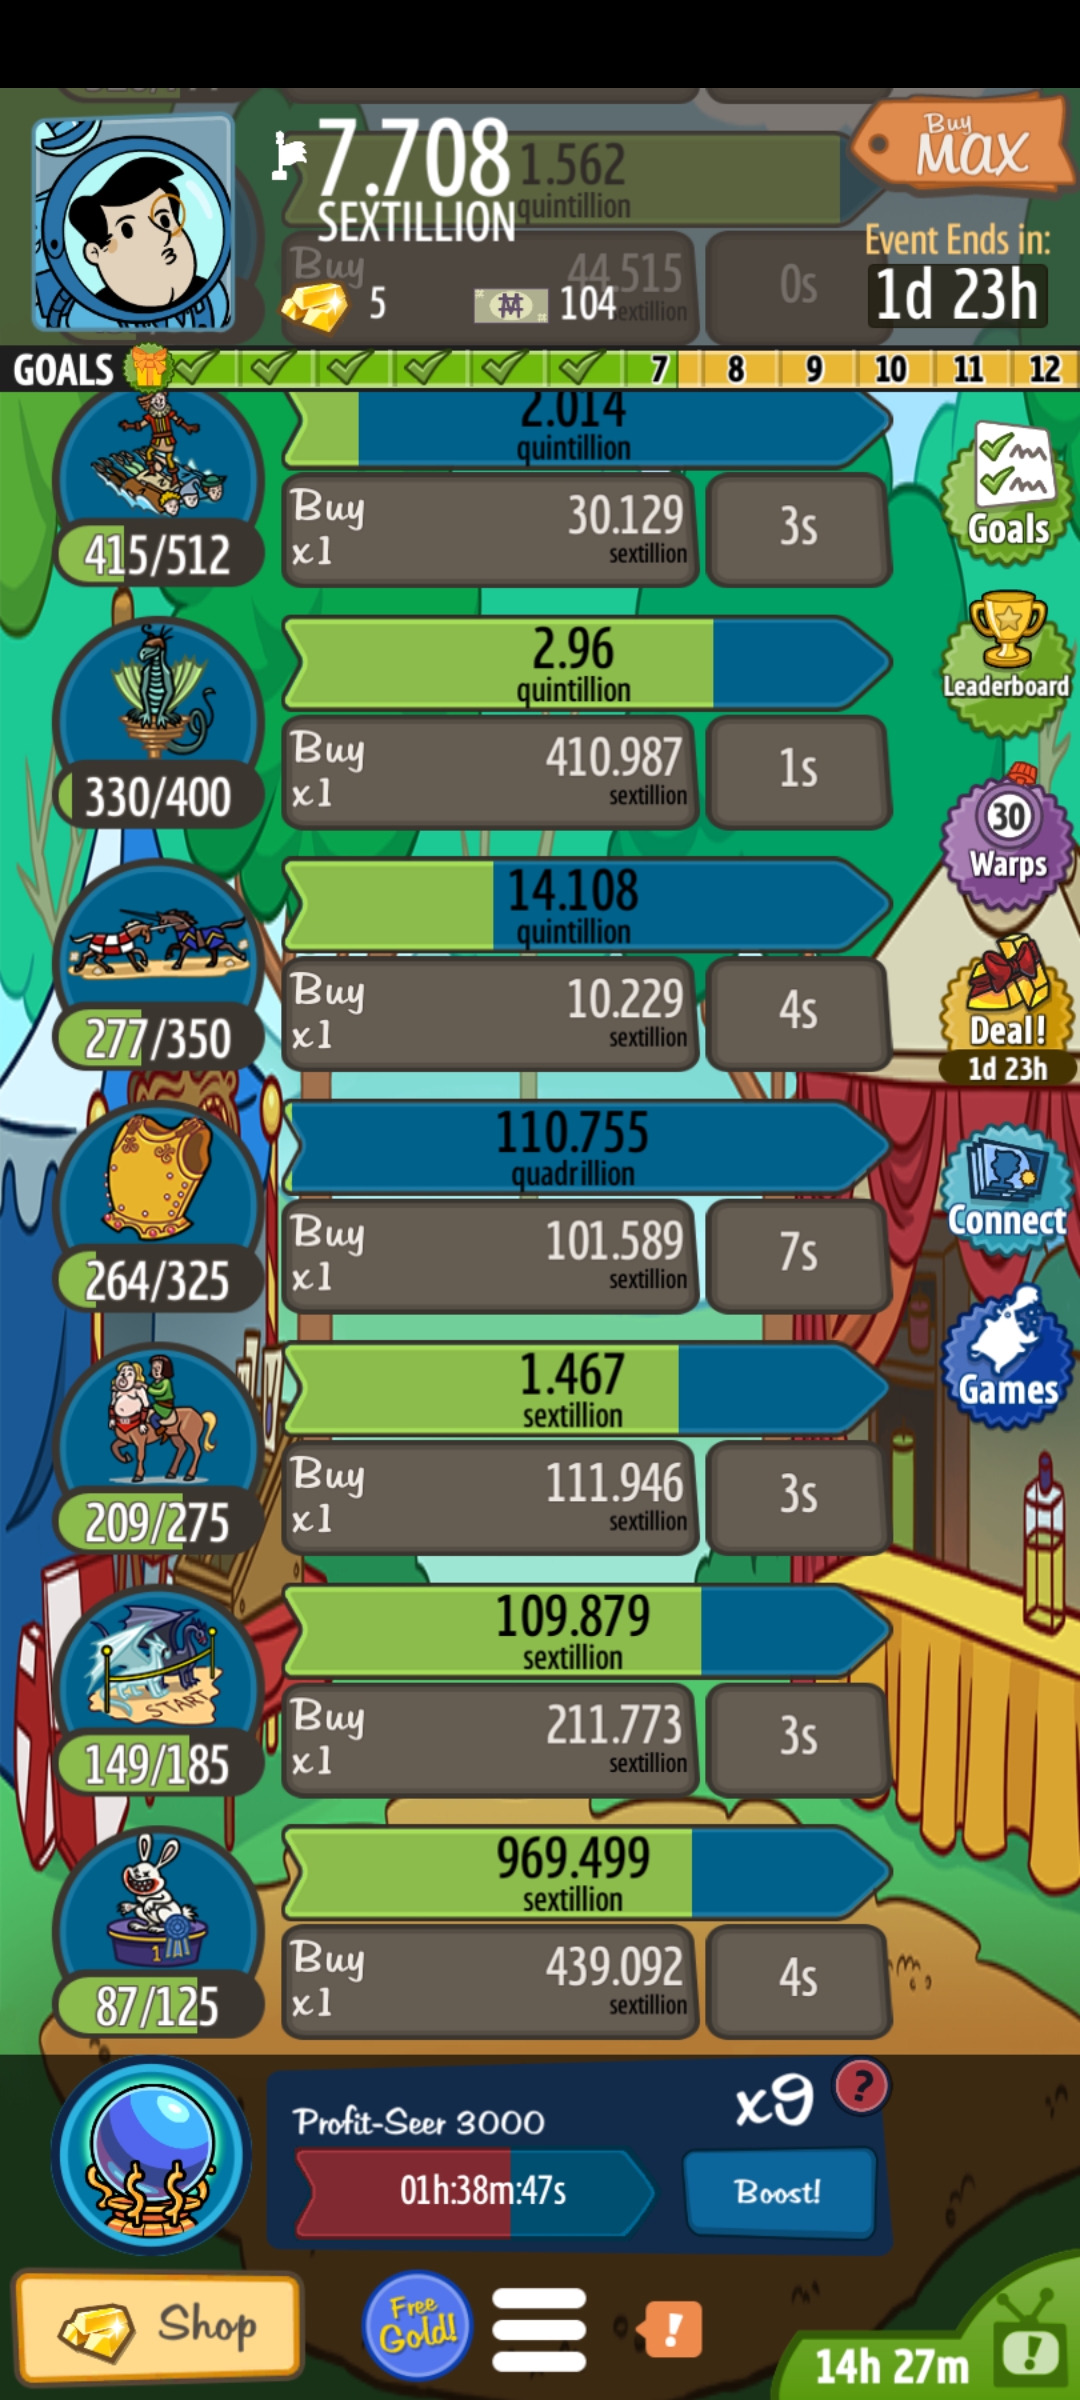 7.708
SEXTILLION
1.562
quintillion
Buy
MAX
Event Ends in:
1d 23h
Buy
44.515
sextillion
0s
5
104
GOALS
7
8
9
10
11
12
2.014
quintillion
Buy
x1
30.129
sextillion
3s
415/512
Goals
2.96
quintillion
Buy
x1
410.987
sextillion
1s
330/400
Leaderboard
30
Warps
14.108
quintillion
Buy
x1
10.229
sextillion
4s
277/350
Deal!
1d 23h
110.755
quadrillion
Buy
x1
101.589
sextillion
7s
264/325
Connect
1.467
sextillion
Buy
x1
111.946
sextillion
3s
209/275
Games
109.879
sextillion
START
Buy
x1
211.773
sextillion
3s
149/185
969.499
sextillion
1
Buy
x1
439.092
sextillion
4s
87/125
Profit-Seer 3000
x9
?
01h:38m:47s
Boost!
Shop
Free
Gold!
!
14h 27m
!